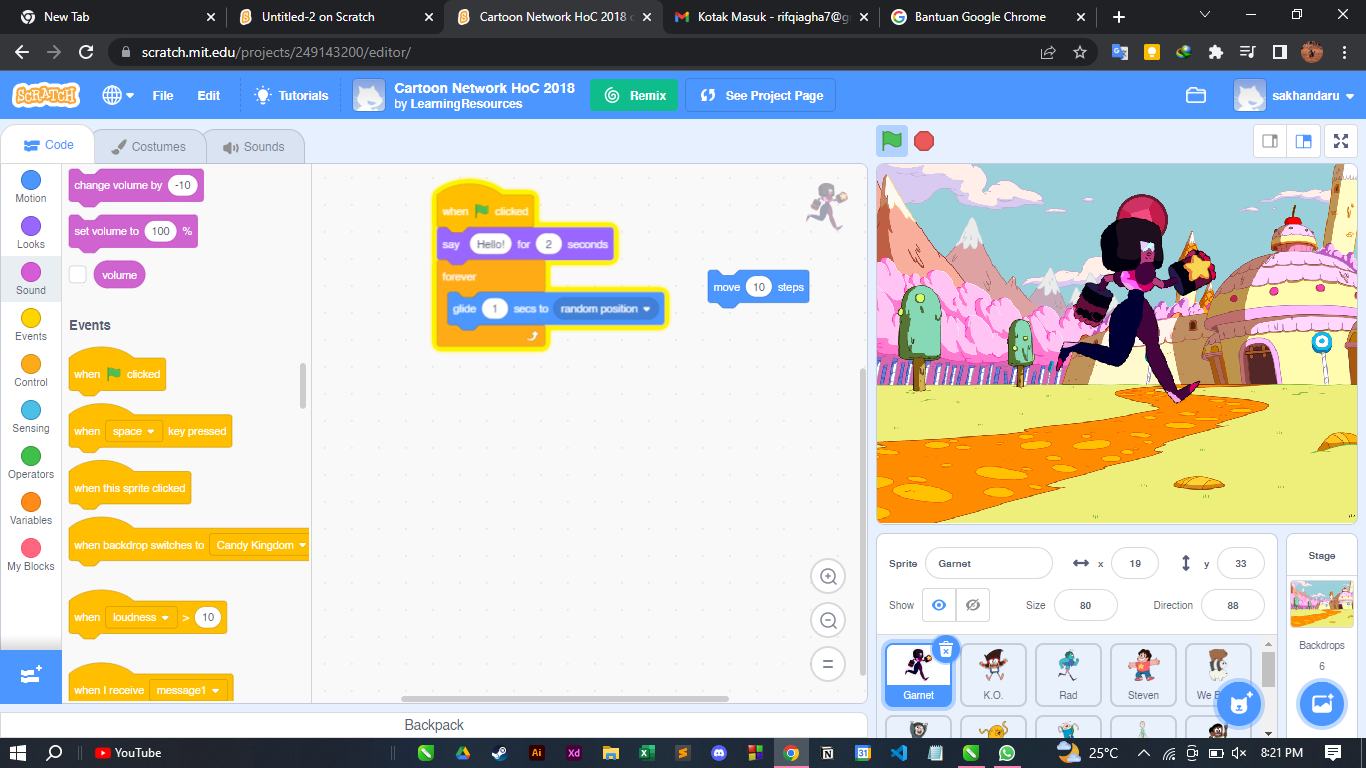 New Tab
Untitled-2 on Scratch
Cartoon Network HoC 2018
Kotak Masuk - rifqiagha7@
Bantuan Google Chrome
scratch.mit.edu/projects/249143200/editor/
SCRATCH
File
Edit
Tutorials
Cartoon Network HoC 2018
by LearningResources
Remix
See Project Page
sakhandaru
Code
Costumes
Sounds
Motion
Looks
Sound
Events
Control
Sensing
Operators
Variables
My Blocks
change volume by -10
set volume to 100 %
volume
Events
when clicked
when space key pressed
when this sprite clicked
when backdrop switches to Candy Kingdom
when loudness > 10
when I receive message1
when clicked
say Hello! for 2 seconds
forever
glide 1 secs to random position
move 10 steps
Backpack
Sprite Garnet x 19 y 33
Show Size 80 Direction 88
Garnet
K.O.
Rad
Steven
We
Stage
Backdrops
6
YouTube
Ai
Xd
31
25°C
8:21 PM